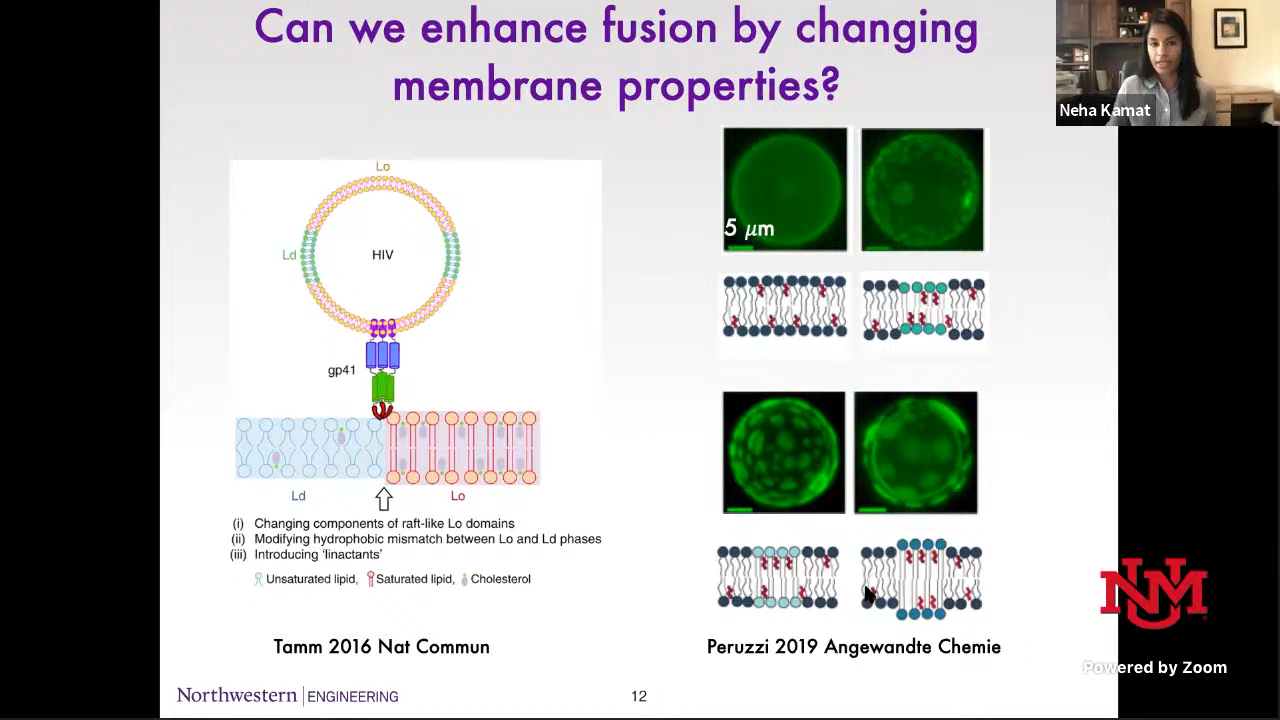 Can we enhance fusion by changing
membrane properties?
Neha Kamat
Lo
Ld
HIV
gp41
Ld
Lo
(i) Changing components of raft-like Lo domains
(ii) Modifying hydrophobic mismatch between Lo and Ld phases
(iii) Introducing 'linactants'
Unsaturated lipid, Saturated lipid, Cholesterol
Tamm 2016 Nat Commun
5 μm
Peruzzi 2019 Angewandte Chemie
Northwestern | ENGINEERING
12
UNM
Powered by Zoom